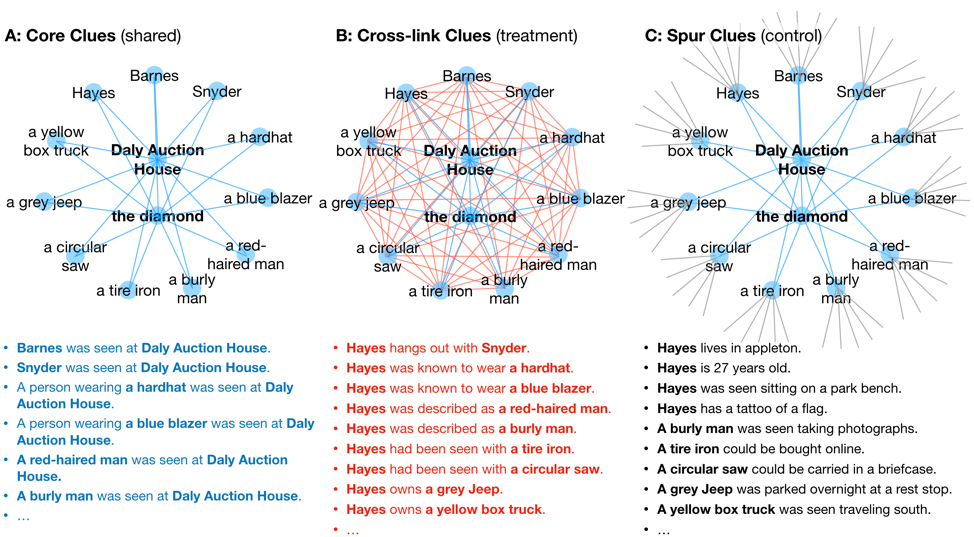 A: Core Clues (shared)
Barnes
Hayes
Snyder
a yellow
box truck
a hardhat
Daly Auction
House
a grey jeep
a blue blazer
the diamond
a circular
saw
a red-
haired man
a tire iron
a burly
man
• Barnes was seen at Daly Auction House.
• Snyder was seen at Daly Auction House.
• A person wearing a hardhat was seen at Daly
Auction House.
• A person wearing a blue blazer was seen at Daly
Auction House.
• A red-haired man was seen at Daly Auction
House.
• A burly man was seen at Daly Auction House.
• …
B: Cross-link Clues (treatment)
Barnes
Hayes
Snyder
a yellow
box truck
a hardhat
Daly Auction
House
a grey jeep
a blue blazer
the diamond
a circular
saw
a red-
haired man
a tire iron
a burly
man
• Hayes hangs out with Snyder.
• Hayes was known to wear a hardhat.
• Hayes was known to wear a blue blazer.
• Hayes was described as a red-haired man.
• Hayes was described as a burly man.
• Hayes had been seen with a tire iron.
• Hayes had been seen with a circular saw.
• Hayes owns a grey Jeep.
• Hayes owns a yellow box truck.
• …
C: Spur Clues (control)
Barnes
Hayes
Snyder
a yellow
box truck
a hardhat
Daly Auction
House
a grey jeep
a blue blazer
the diamond
a circular
saw
a red-
haired man
a tire iron
a burly
man
• Hayes lives in appleton.
• Hayes is 27 years old.
• Hayes was seen sitting on a park bench.
• Hayes has a tattoo of a flag.
• A burly man was seen taking photographs.
• A tire iron could be bought online.
• A circular saw could be carried in a briefcase.
• A grey Jeep was parked overnight at a rest stop.
• A yellow box truck was seen traveling south.
• …